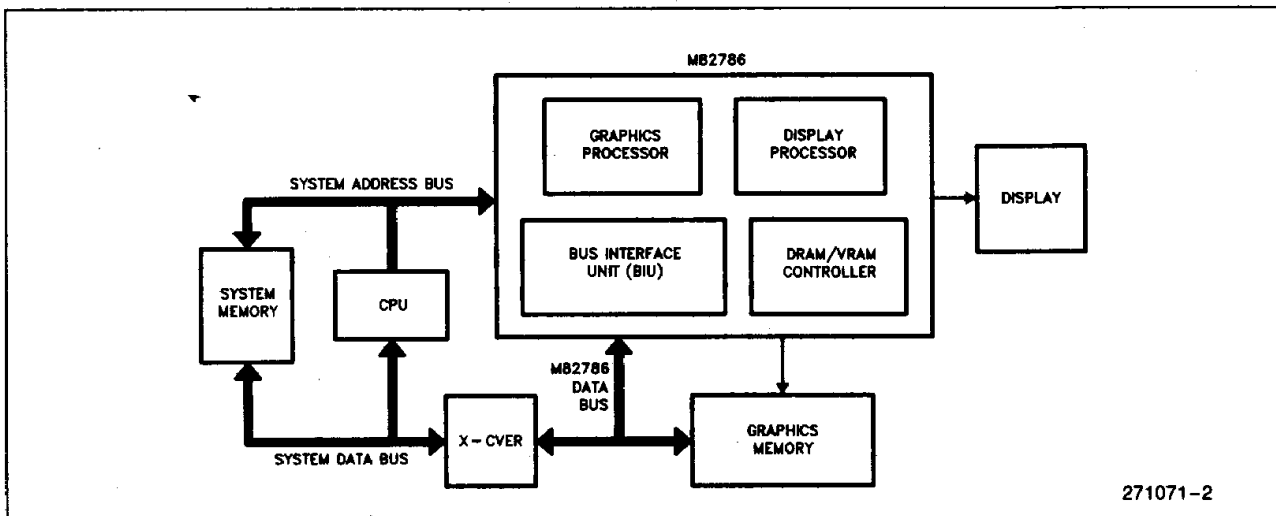 M82786
GRAPHICS
PROCESSOR
DISPLAY
PROCESSOR
SYSTEM ADDRESS BUS
DISPLAY
BUS INTERFACE
UNIT (BIU)
DRAM/VRAM
CONTROLLER
SYSTEM
MEMORY
CPU
M82786
DATA
BUS
X-CVER
GRAPHICS
MEMORY
SYSTEM DATA BUS
271071-2